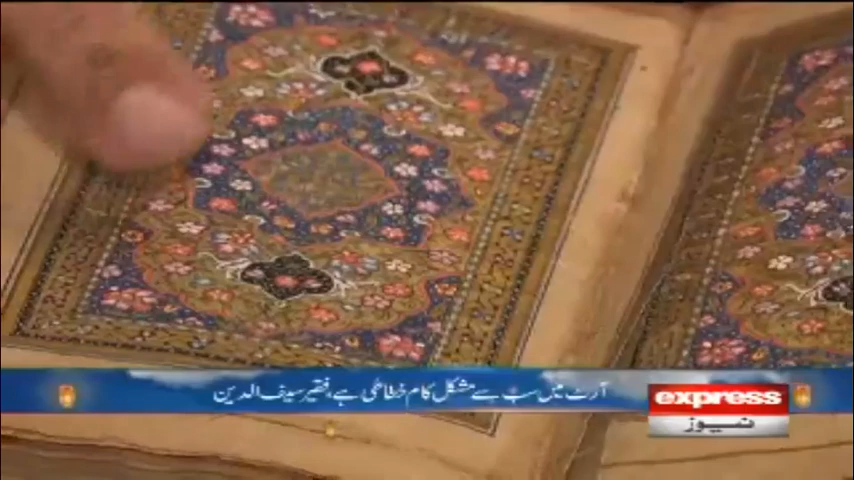 آرٹ میں سب سے مشکل کام خطاطی ہے، فقیر سیف الدین
express
نیوز